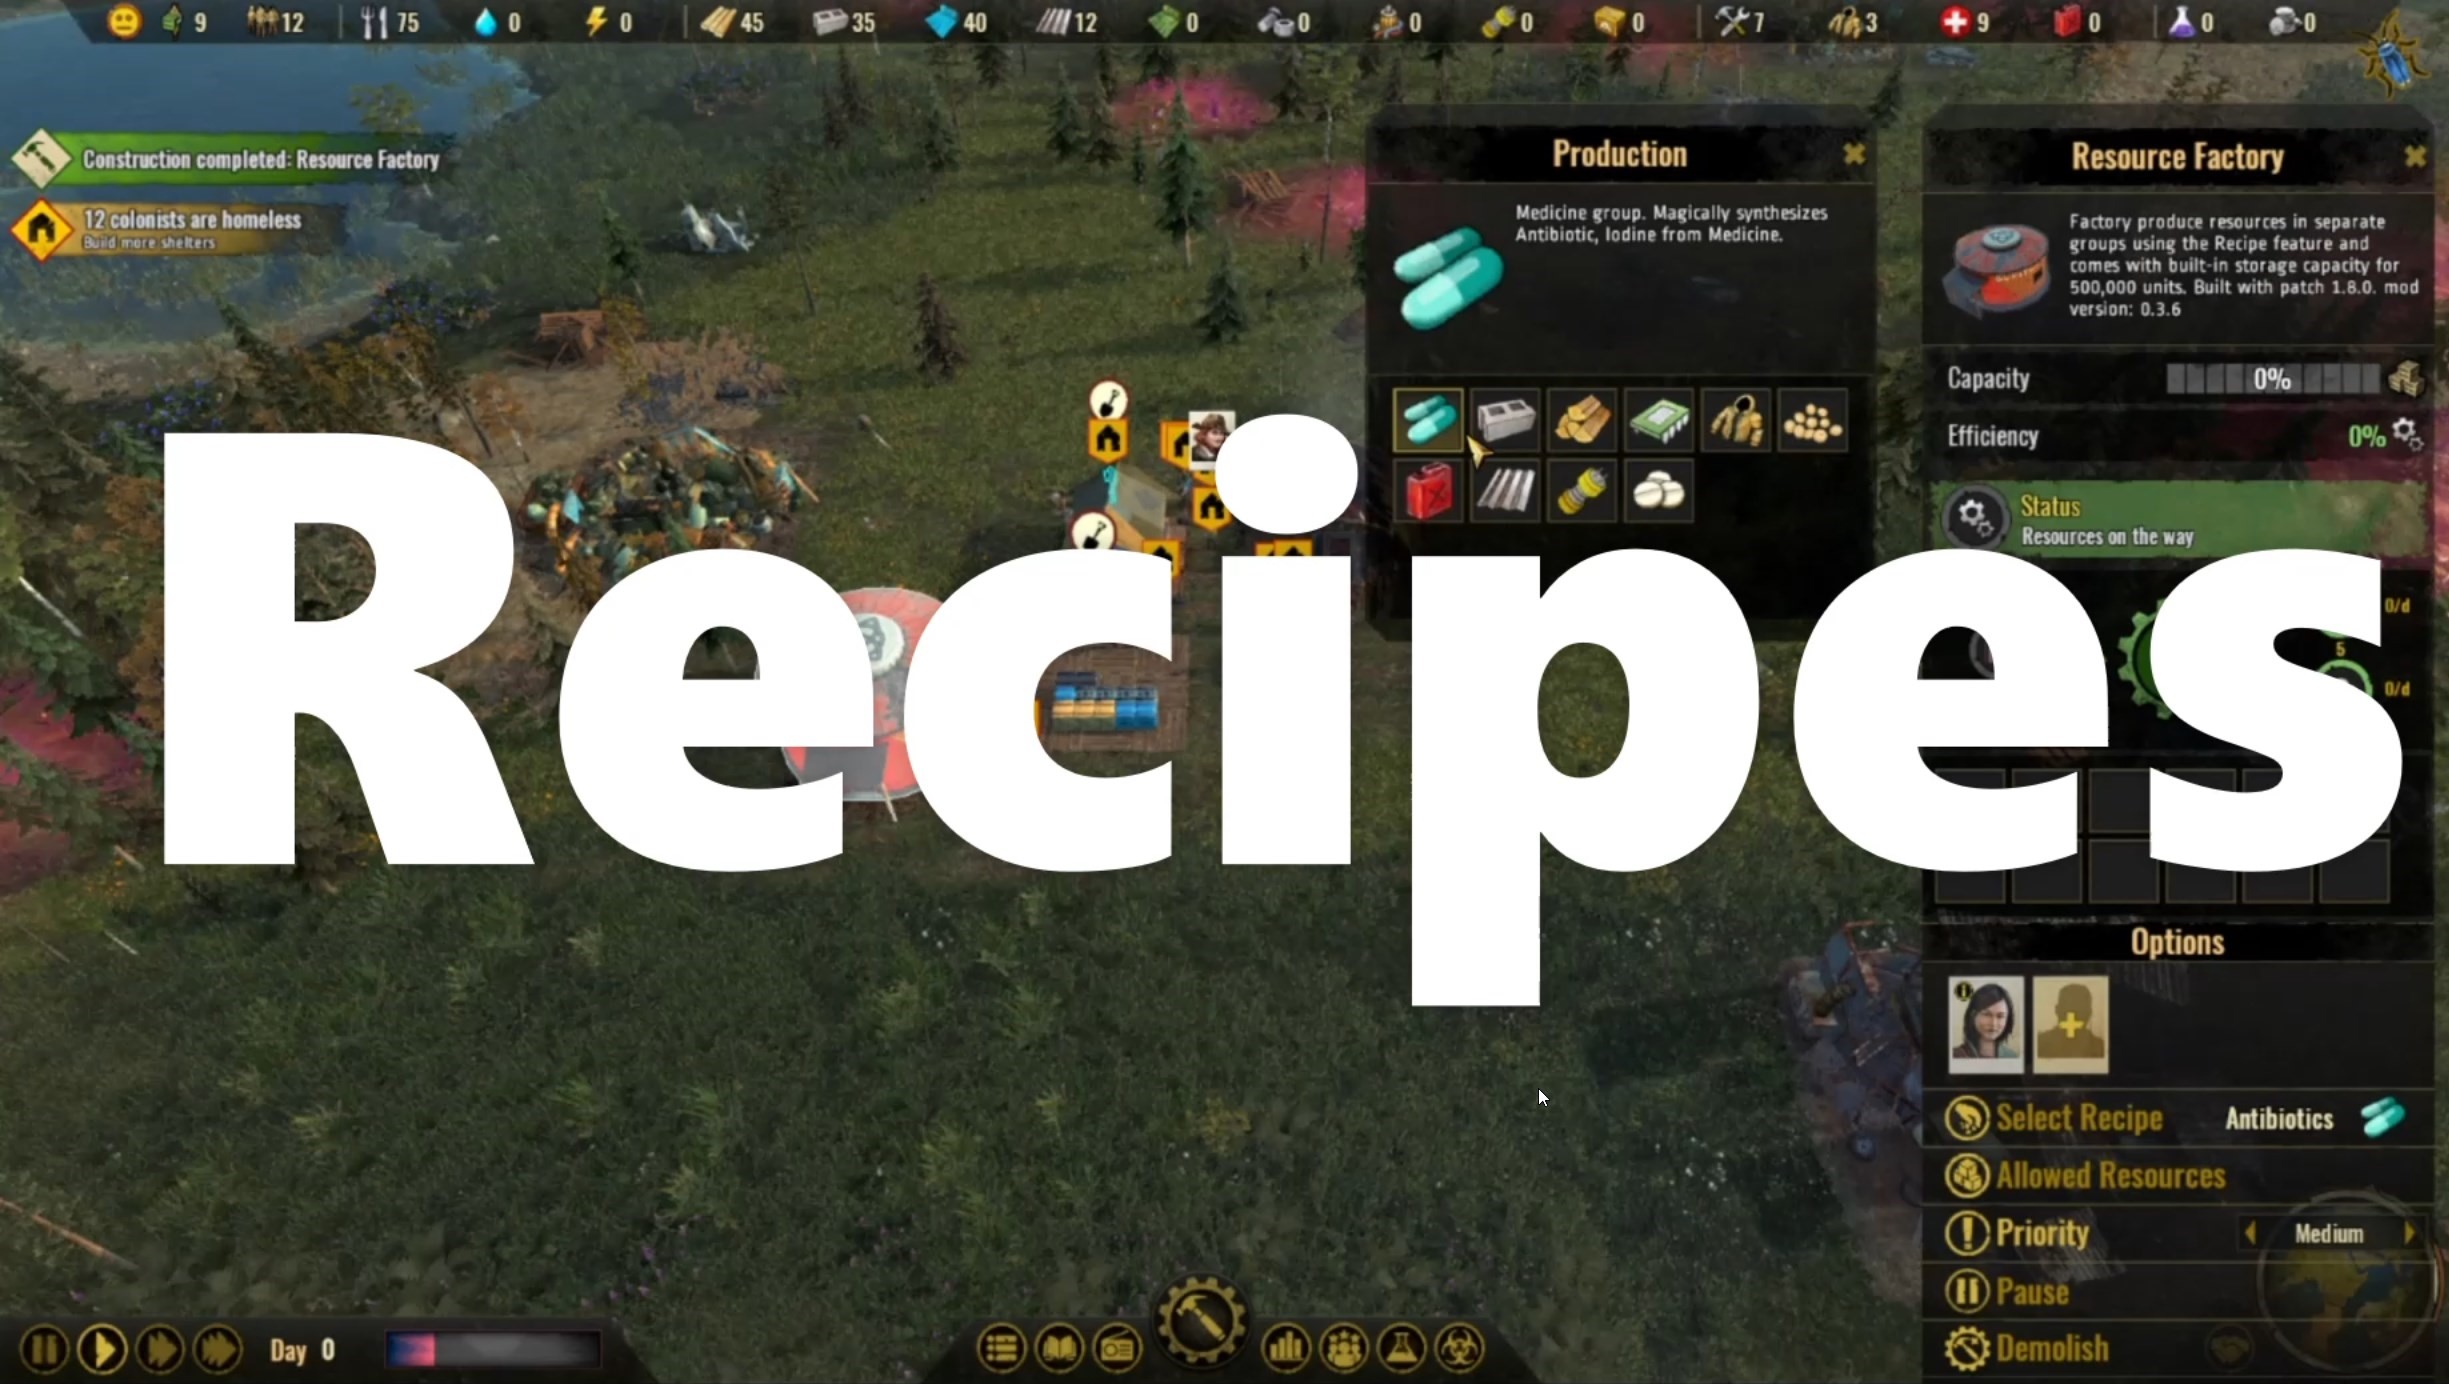 9 12 75 0 0 45 35 40 12 0 0 0 0 0 7 3 9 0 0 0
Construction completed: Resource Factory
12 colonists are homeless
Build more shelters
Production
Medicine group. Magically synthesizes
Antibiotic, Iodine from Medicine.
Resource Factory
Factory produce resources in separate
groups using the Recipe feature and
comes with built-in storage capacity for
500,000 units. Built with patch 1.8.0. mod
version: 0.3.6
Capacity 0%
Efficiency 0%
Status
Resources on the way
0/d
5
0/d
Recipes
Options
Select Recipe Antibiotics
Allowed Resources
Priority Medium
Pause
Demolish
Day 0